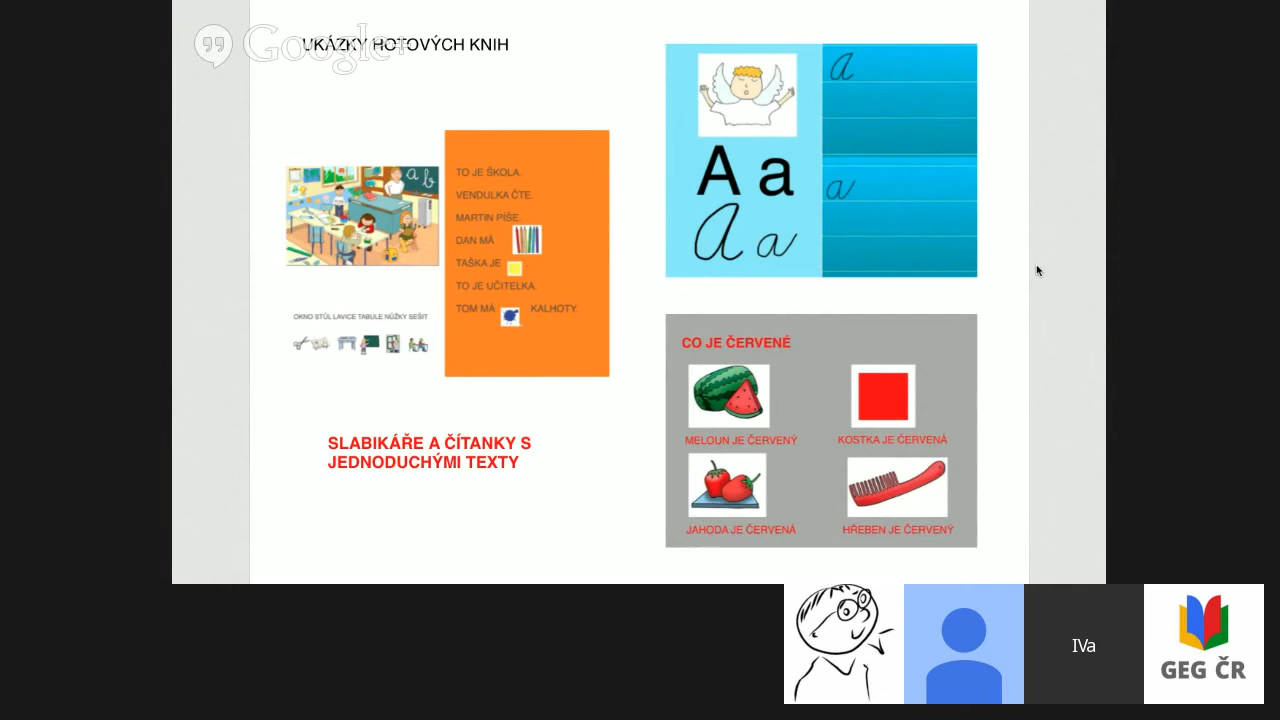 Google+
UKÁZKY HOTOVÝCH KNIH
a b
TO JE ŠKOLA.
VENDULKA ČTE.
MARTIN PÍŠE.
DAN MÁ
TAŠKA JE .
TO JE UČITELKA.
TOM MÁ KALHOTY.
OKNO STŮL LAVICE TABULE NŮŽKY SEŠIT
SLABIKÁŘE A ČÍTANKY S
JEDNODUCHÝMI TEXTY
A a
A a
A
a
CO JE ČERVENÉ
MELOUN JE ČERVENÝ
KOSTKA JE ČERVENÁ
JAHODA JE ČERVENÁ
HŘEBEN JE ČERVENÝ
IVa
GEG ČR